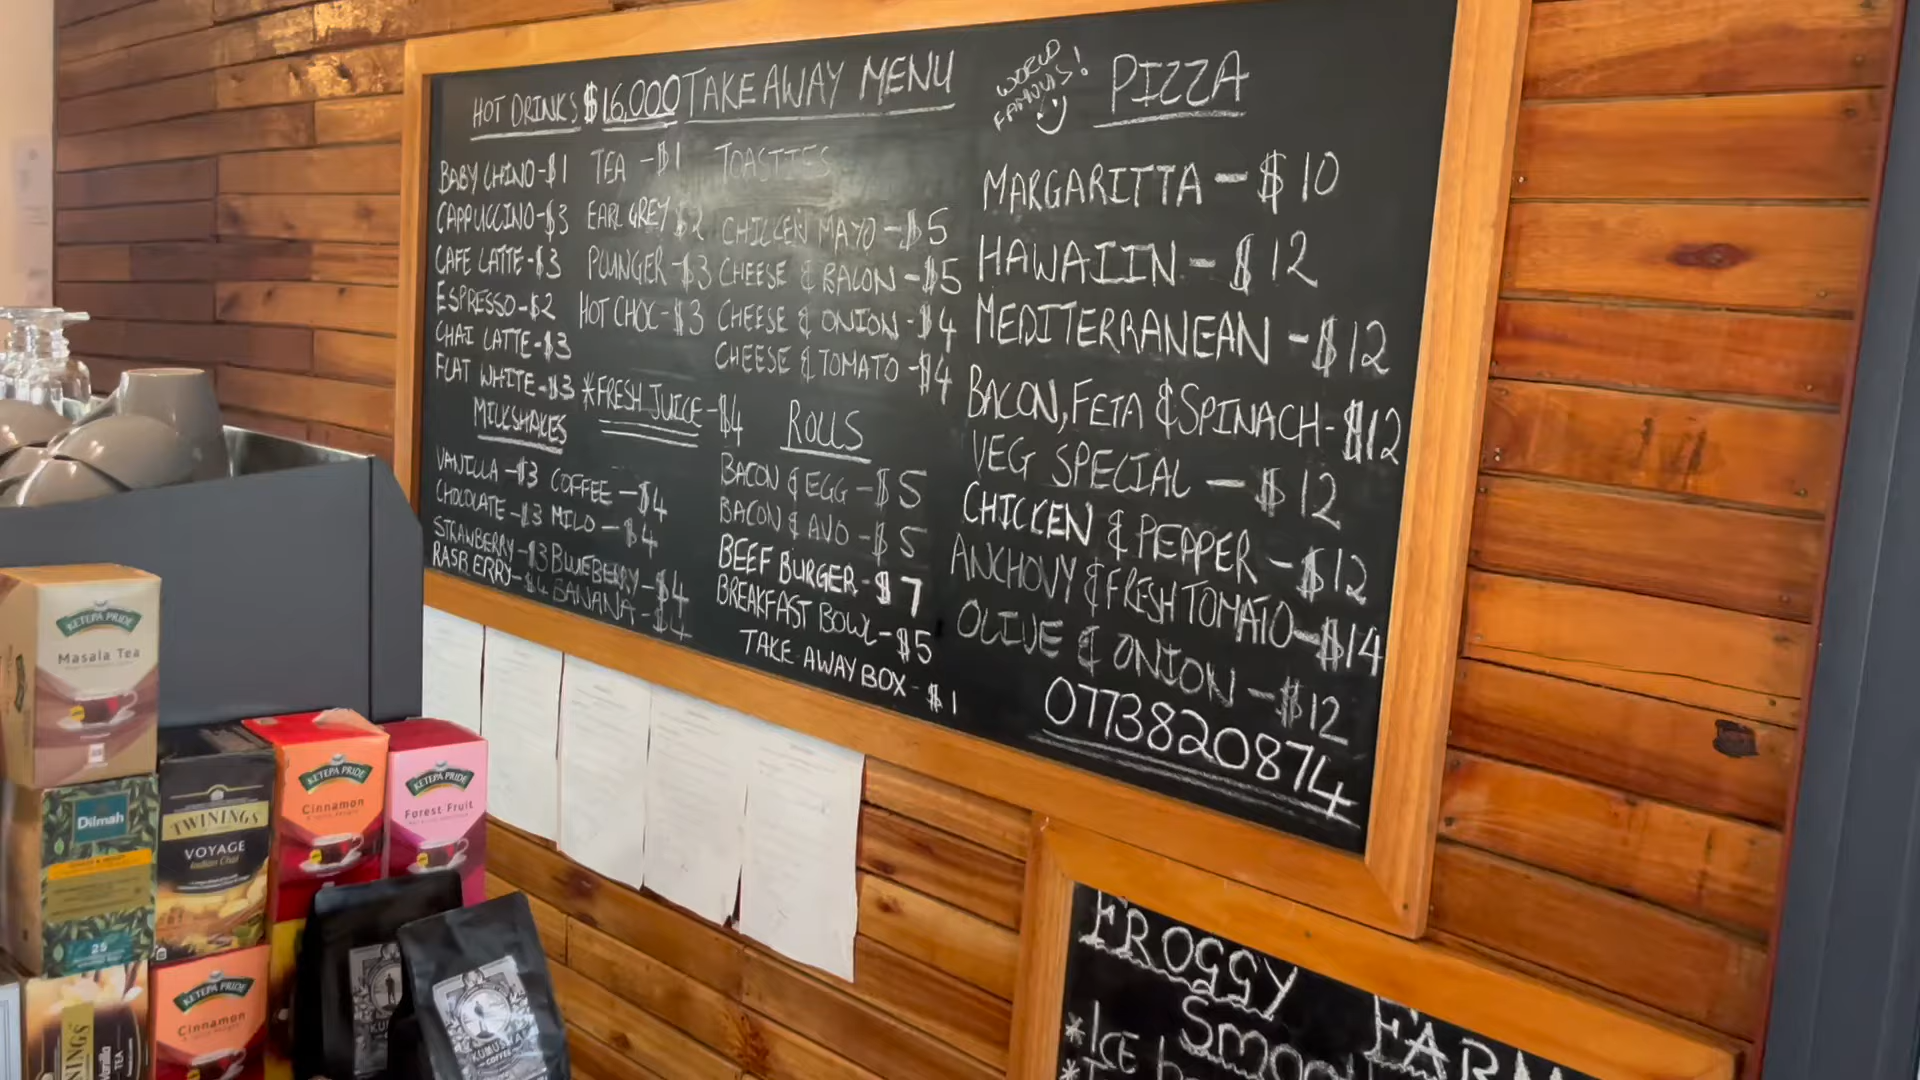 HOT DRINKS $16,000 TAKE AWAY MENU
BABY CHINO-$1
CAPPUCCINO-$3
CAFE LATTE-$3
ESPRESSO-$2
CHAI LATTE-$3
FLAT WHITE-$3
TEA -$1
EARL GREY $2
PLUNGER-$3
HOT CHOC-$3
*FRESH JUICE-$4
MILKSHAKES
VANILLA-$3
CHOCOLATE-$3
STRAWBERRY-$3
RASBERRY-$4
COFFEE-$4
MILO-$4
BLUEBERRY-$4
BANANA-$4
TOASTIES
CHICKEN MAYO-$5
CHEESE & BACON-$5
CHEESE & ONION-$4
CHEESE & TOMATO-$4
ROLLS
BACON & EGG-$5
BACON & AVO-$5
BEEF BURGER-$7
BREAKFAST BOWL-$5
TAKE-AWAY BOX-$1
WORLD
FAMOUS!
PIZZA
MARGARITTA-$10
HAWAIIN-$12
MEDITERRANEAN-$12
BACON, FETA & SPINACH-$12
VEG SPECIAL-$12
CHICKEN & PEPPER-$12
ANCHOVY & FRESH TOMATO-$14
OLIVE & ONION-$12
0773820874
FROGGY FARM
*ICE
KETEPA PRIDE
Masala Tea
Dilmah
25
TWININGS
VOYAGE
Indian Chai
KETEPA PRIDE
Cinnamon
KETEPA PRIDE
Forest Fruit
KETEPA PRIDE
Cinnamon
Vanilla
TEA
COFFEE